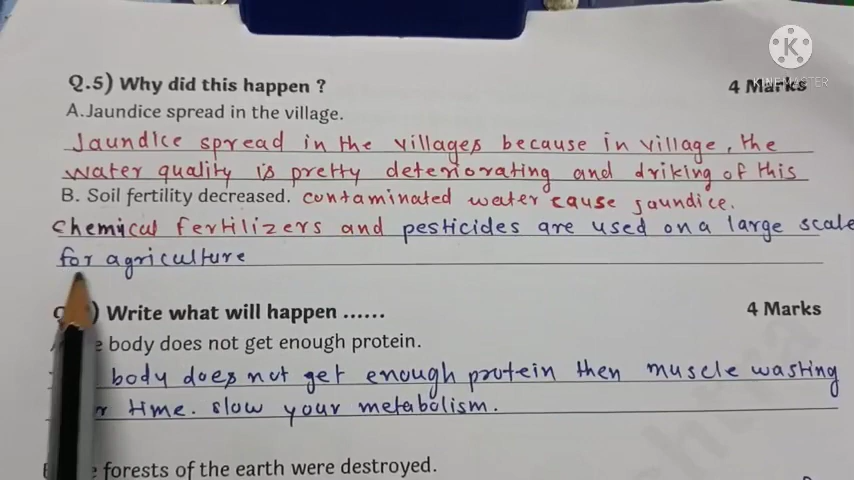 K
KINEMASTER
Q.5) Why did this happen ?
4 Marks
A.Jaundice spread in the village.
Jaundice spread in the villages because in village, the
water quality is pretty deteriorating and driking of this
B. Soil fertility decreased. contaminated water cause jaundice.
chemical fertilizers and pesticides are used on a large scale
for agriculture
) Write what will happen ......
4 Marks
body does not get enough protein.
body does not get enough protein then muscle wasting
time. slow your metabolism.
forests of the earth were destroyed.